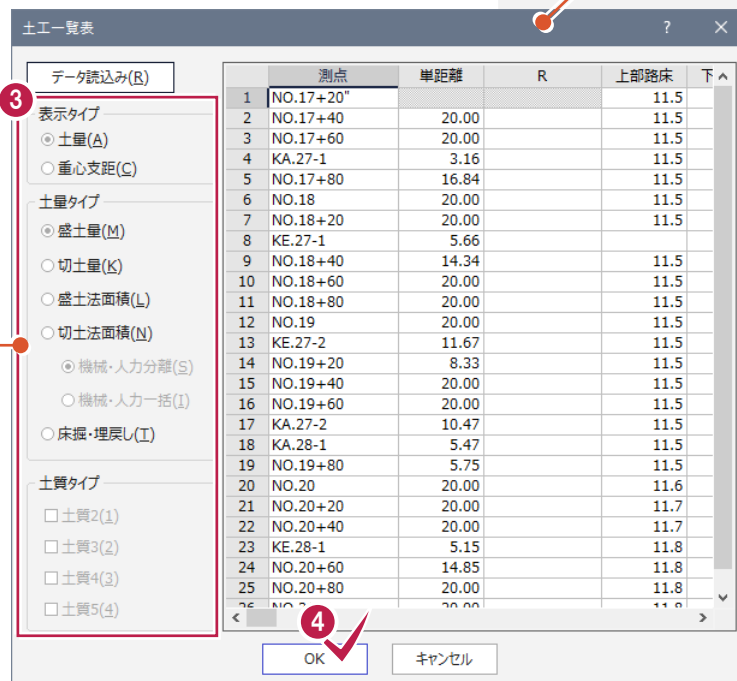 土工一覧表 ? ×
データ読込み(R)
3
表示タイプ
土量(A)
重心支距(C)
土量タイプ
盛土量(M)
切土量(K)
盛土法面積(L)
切土法面積(N)
機械・人力分離(S)
機械・人力一括(I)
床掘・埋戻し(T)
土質タイプ
土質2(1)
土質3(2)
土質4(3)
土質5(4)
測点 単距離 R 上部路床 下
1 NO.17+20" 11.5
2 NO.17+40 20.00 11.5
3 NO.17+60 20.00 11.5
4 KA.27-1 3.16 11.5
5 NO.17+80 16.84 11.5
6 NO.18 20.00 11.5
7 NO.18+20 20.00 11.5
8 KE.27-1 5.66
9 NO.18+40 14.34 11.5
10 NO.18+60 20.00 11.5
11 NO.18+80 20.00 11.5
12 NO.19 20.00 11.5
13 KE.27-2 11.67 11.5
14 NO.19+20 8.33 11.5
15 NO.19+40 20.00 11.5
16 NO.19+60 20.00 11.5
17 KA.27-2 10.47 11.5
18 KA.28-1 5.47 11.5
19 NO.19+80 5.75 11.5
20 NO.20 20.00 11.6
21 NO.20+20 20.00 11.7
22 NO.20+40 20.00 11.7
23 KE.28-1 5.15 11.8
24 NO.20+60 14.85 11.8
25 NO.20+80 20.00 11.8
26 20.00 11.8
4
OK キャンセル